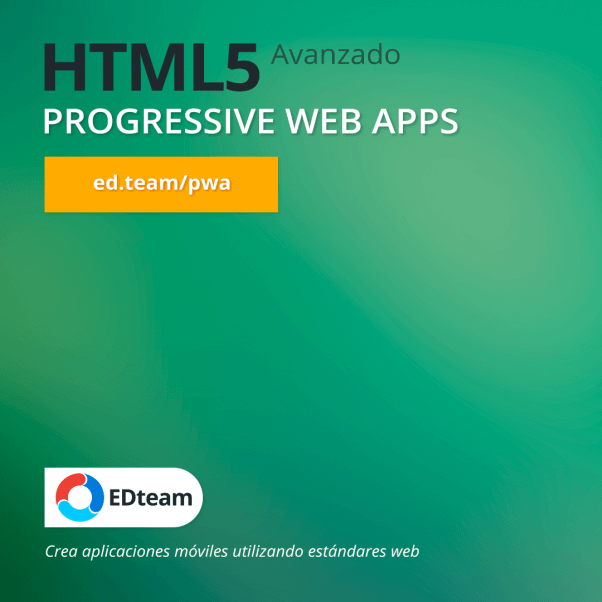 HTML5 Avanzado
PROGRESSIVE WEB APPS
ed.team/pwa
EDteam
Crea aplicaciones móviles utilizando estándares web